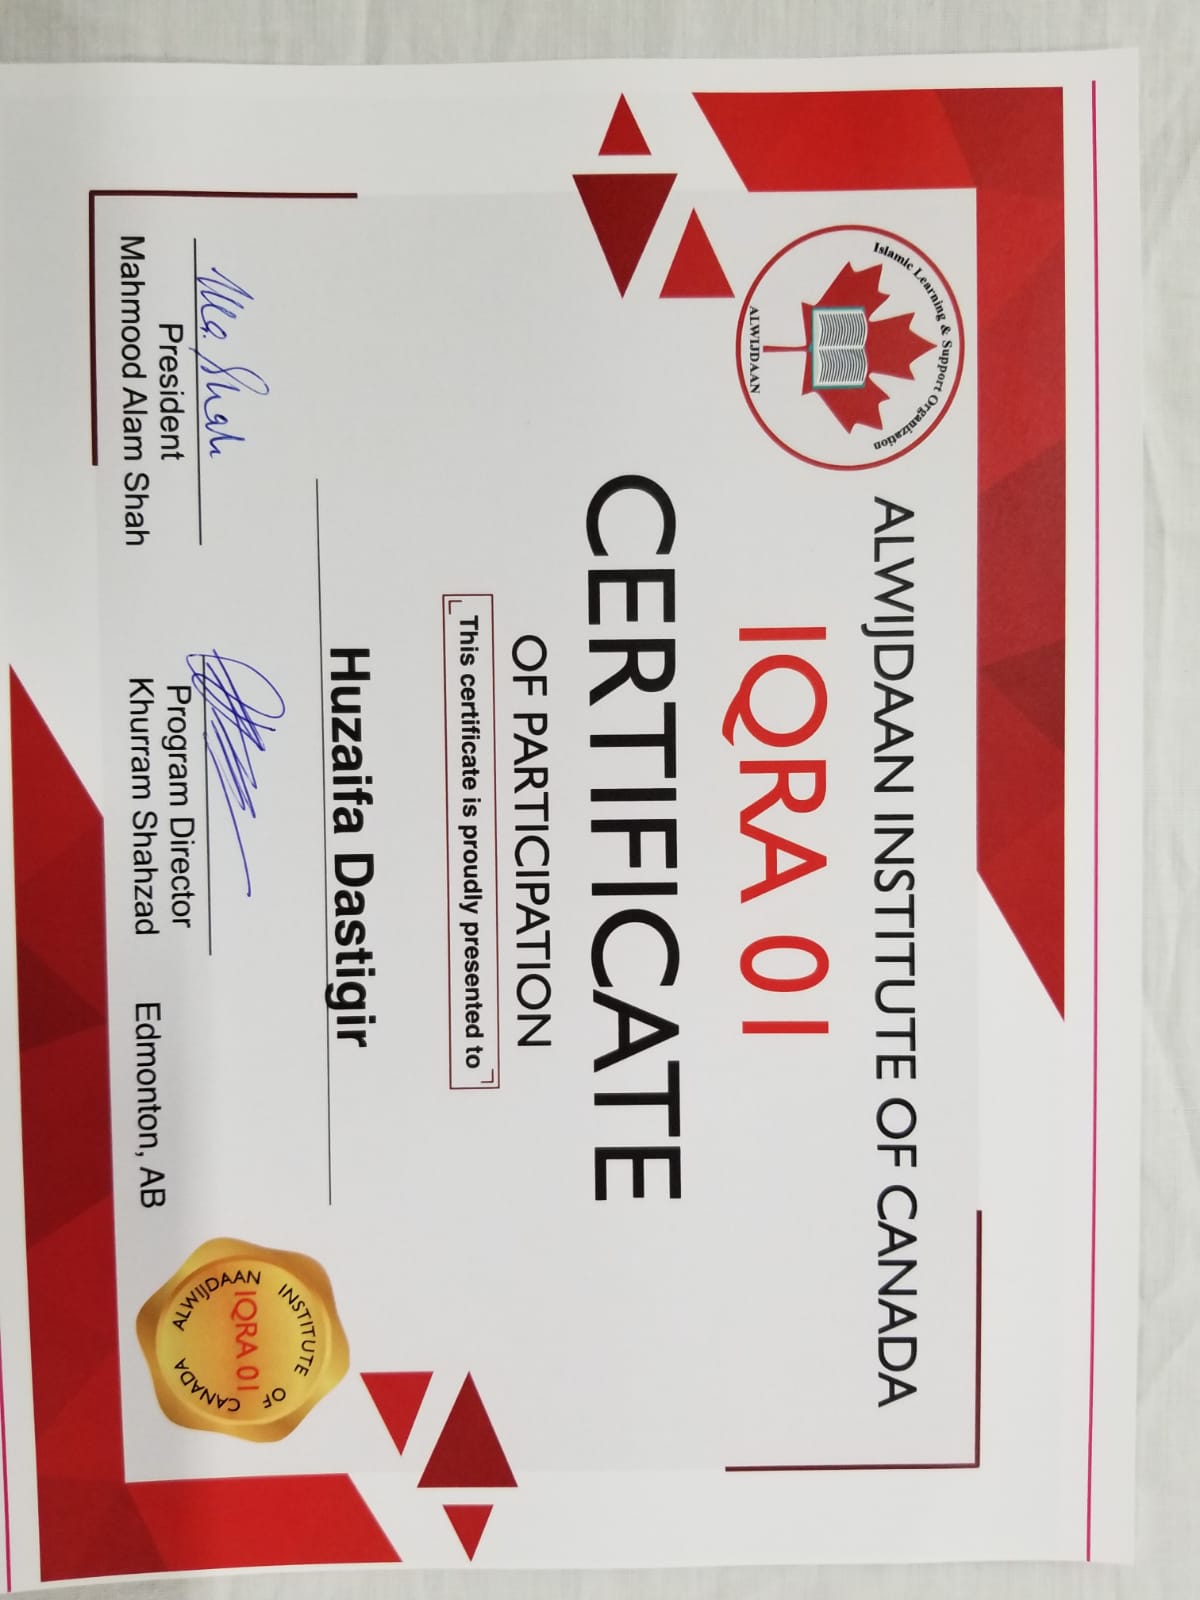 Islamic Learning & Support Organization
ALWIJDAAN
ALWIJDAAN INSTITUTE OF CANADA
IQRA 01
CERTIFICATE
OF PARTICIPATION
This certificate is proudly presented to
Huzaifa Dastigir
Ma. Shah
President
Mahmood Alam Shah
Program Director
Khurram Shahzad
Edmonton, AB
ALWIJDAAN INSTITUTE OF CANADA
IQRA 01